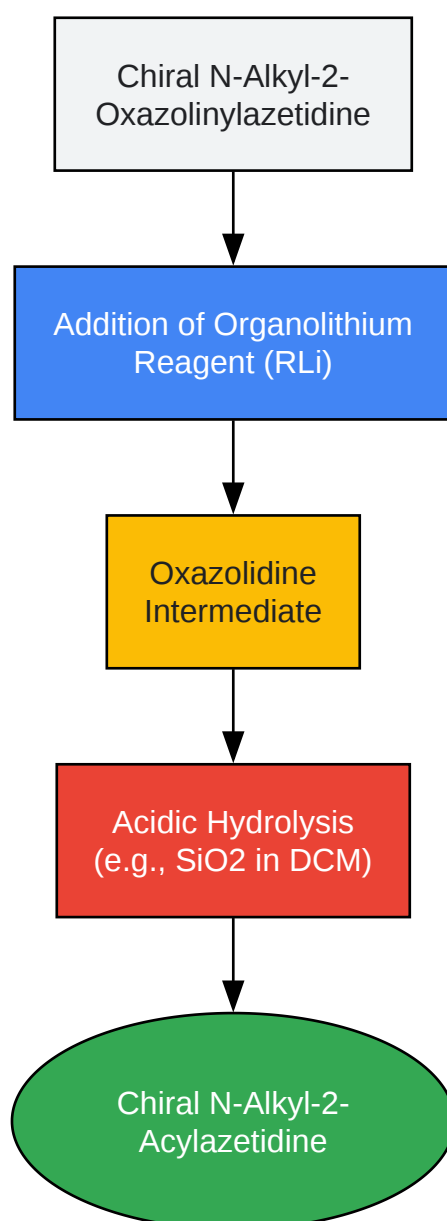 Chiral N-Alkyl-2-
Oxazolinylazetidine
Addition of Organolithium
Reagent (RLi)
Oxazolidine
Intermediate
Acidic Hydrolysis
(e.g., SiO2 in DCM)
Chiral N-Alkyl-2-
Acylazetidine